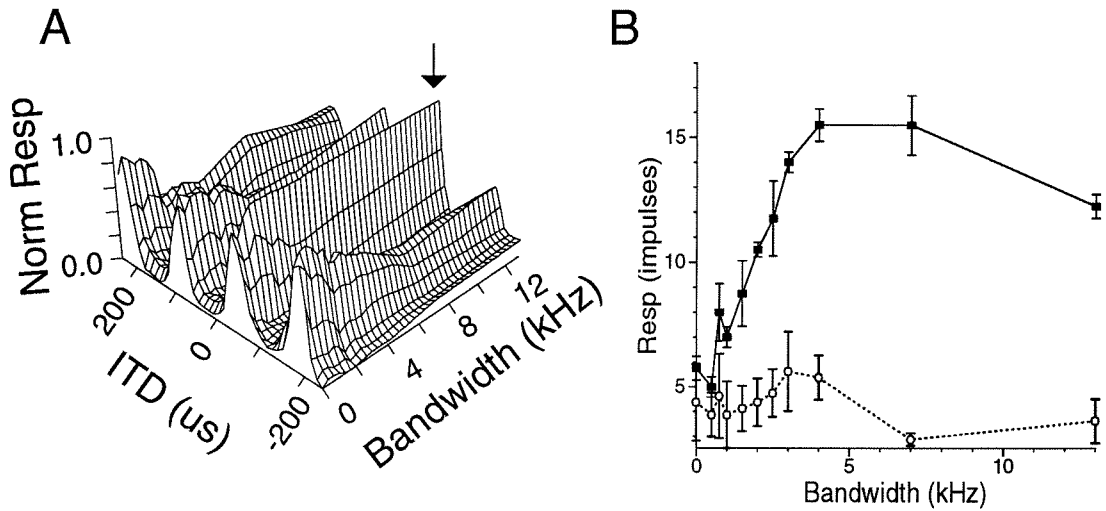 A
Norm Resp
1.0
0.0
200
0
-200
ITD (us)
0
4
8
12
Bandwidth (kHz)
B
Resp (impulses)
15
10
5
0
5
10
Bandwidth (kHz)